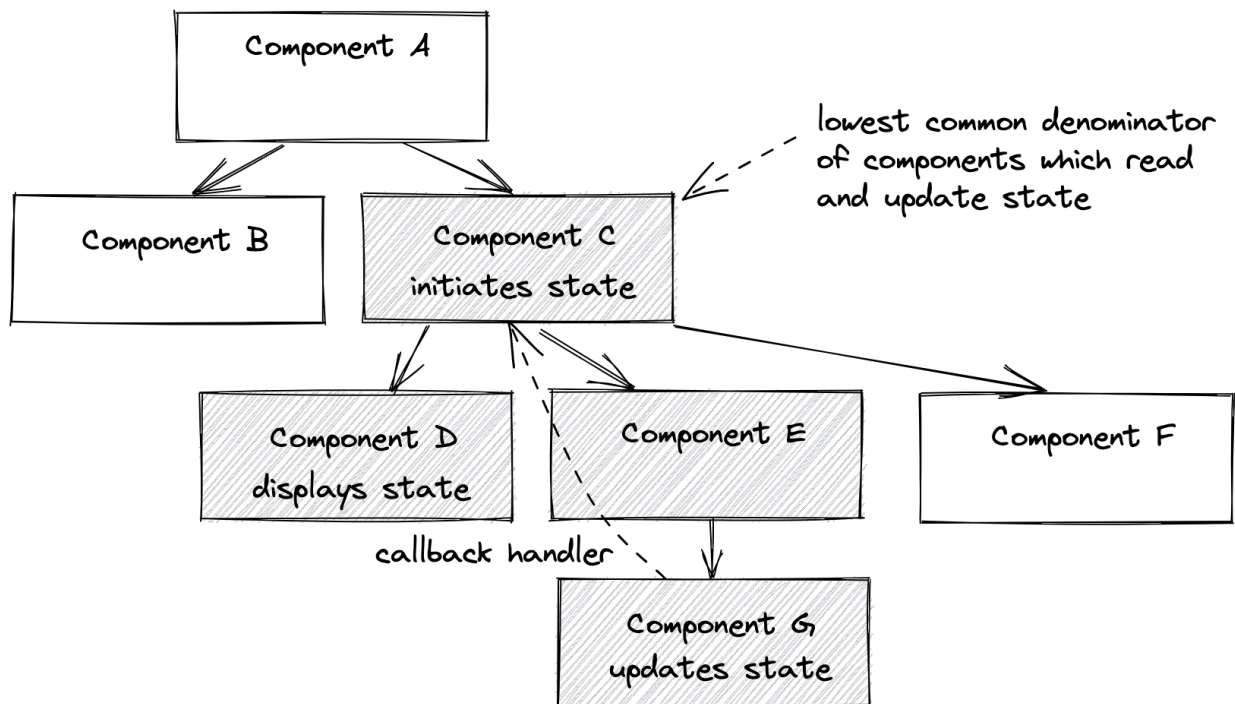 Component A
lowest common denominator
of components which read
and update state
Component B
Component C
initiates state
Component D
displays state
Component E
Component F
callback handler
Component G
updates state